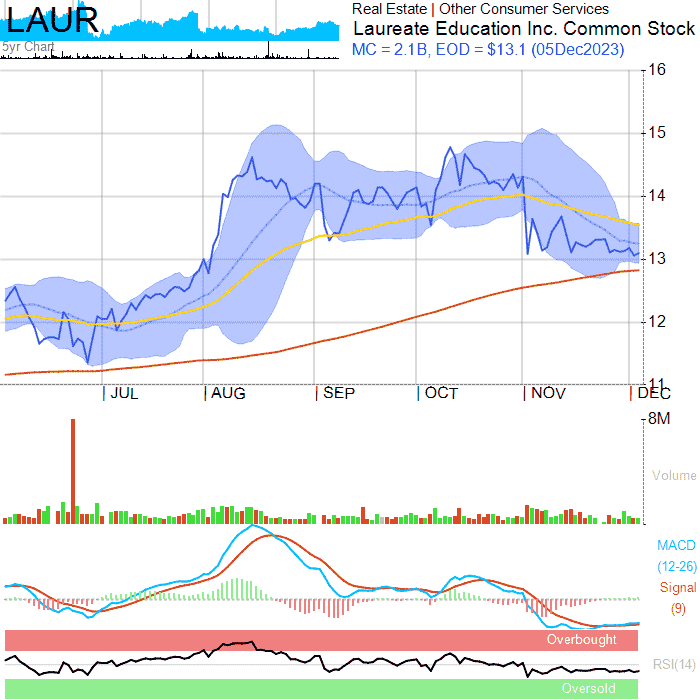 LAUR
5yr Chart
Real Estate | Other Consumer Services
Laureate Education Inc. Common Stock
MC = 2.1B, EOD = $13.1 (05Dec2023)
16
15
14
13
12
11
| JUL | AUG | SEP | OCT | NOV | DEC
8M
Volume
MACD
(12-26)
Signal
(9)
Overbought
RSI(14)
Oversold